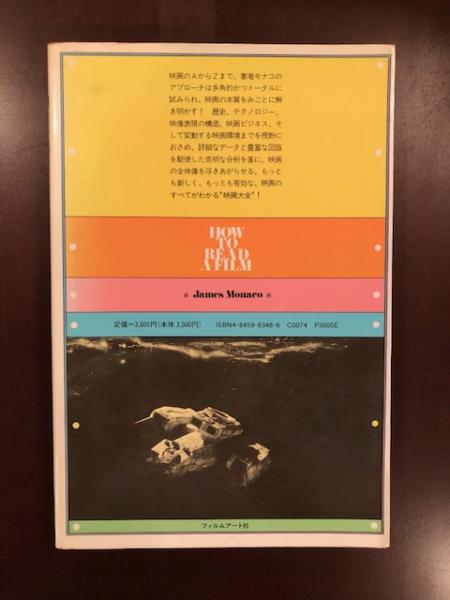 映画のAからZまで、著者モナコの
アプローチは多角的かつトータルに
試みられ、映画の本質をみごとに解
き明かす! 歴史、テクノロジー、
映像表現の構造、映画ビジネス、そ
して変動する映画環境までを視野に
おさめ、詳細なデータと豊富な図版
を駆使した克明な分析を基に、映画
の全体像を浮きあがらせる、もっと
も新しく、もっとも有効な、映画の
すべてがわかる“映画大全”!
HOW
TO
READ
A FILM
* James Monaco *
定価=3,605円(本体 3,500円) ISBN4-8459-8348-6 C0074 P3605E
フィルムアート社